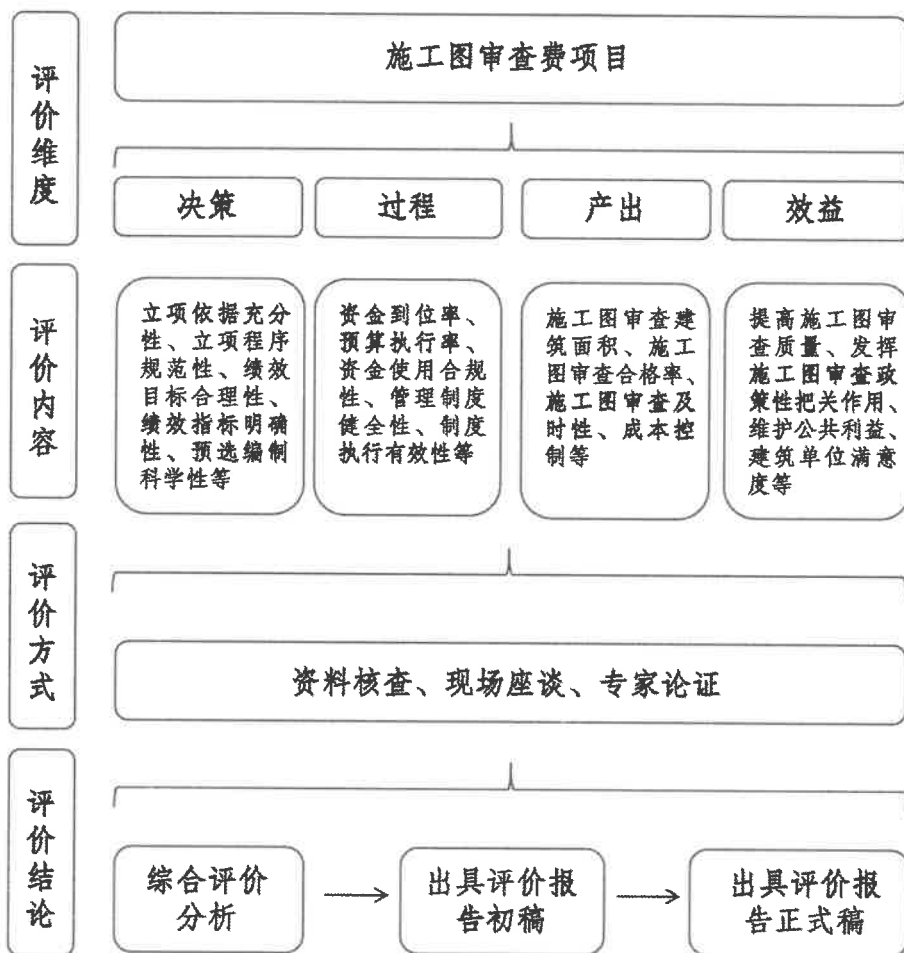 评价维度
施工图审查费项目
决策
过程
产出
效益
评价内容
立项依据充分
性、立项程序
规范性、绩效
目标合理性、
绩效指标明确
性、预选编制
科学性等
资金到位率、
预算执行率、
资金使用合规
性、管理制度
健全性、制度
执行有效性等
施工图审查建
筑面积、施工
图审查合格率、
施工图审查及
时性、成本控
制等
提高施工图审
查质量、发挥
施工图审查政
策性把关作用、
维护公共利益、
建筑单位满意
度等
评价方式
资料核查、现场座谈、专家论证
评价结论
综合评价
分析
出具评价报
告初稿
出具评价报
告正式稿